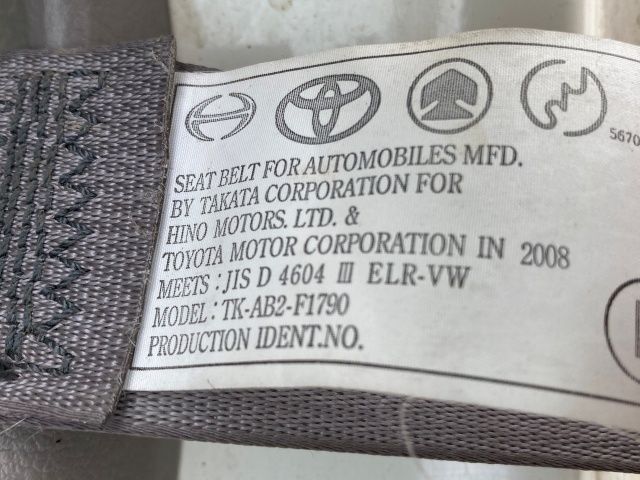 5670
SEAT BELT FOR AUTOMOBILES MFD.
BY TAKATA CORPORATION FOR
HINO MOTORS. LTD. &
TOYOTA MOTOR CORPORATION IN 2008
MEETS : JIS D 4604 III ELR-VW
MODEL: TK-AB2-F1790
PRODUCTION IDENT.NO.